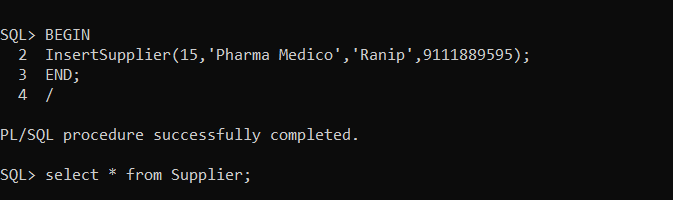 SQL> BEGIN
  2  InsertSupplier(15,'Pharma Medico','Ranip',9111889595);
  3  END;
  4  /
PL/SQL procedure successfully completed.
SQL> select * from Supplier;